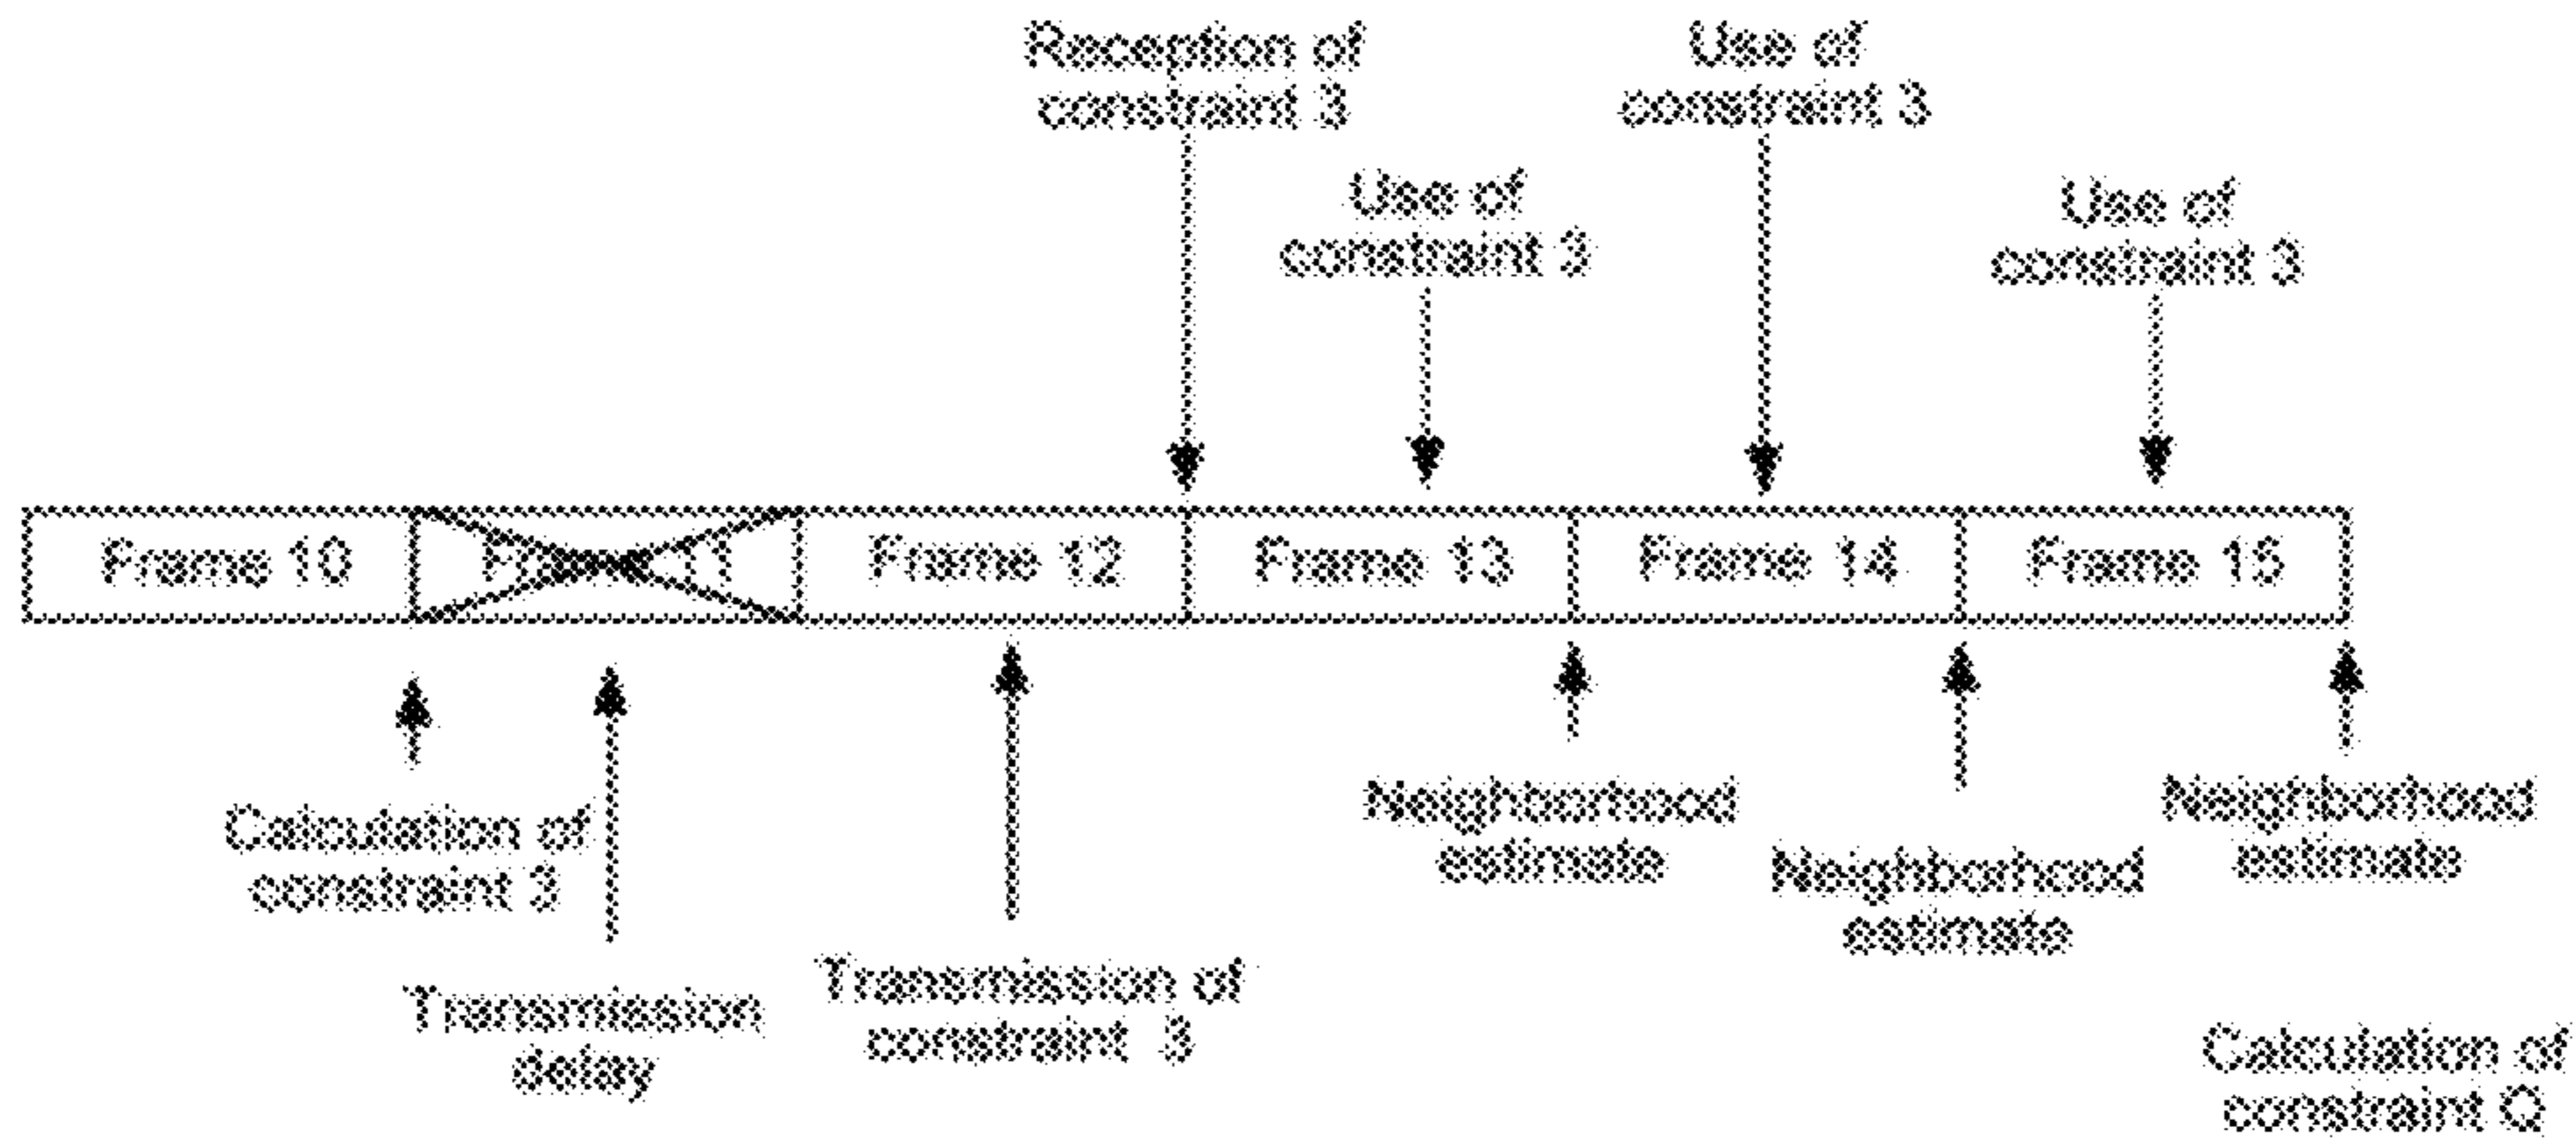 Reception of
constraint 3
Use of
constraint 3
Use of
constraint 3
Use of
constraint 3
Frame 10
Frame 12
Frame 13
Frame 14
Frame 15
Calculation of
constraint 3
Transmission
delay
Transmission of
constraint 3
Neighborhood
estimate
Neighborhood
estimate
Neighborhood
estimate
Calculation of
constraint Q